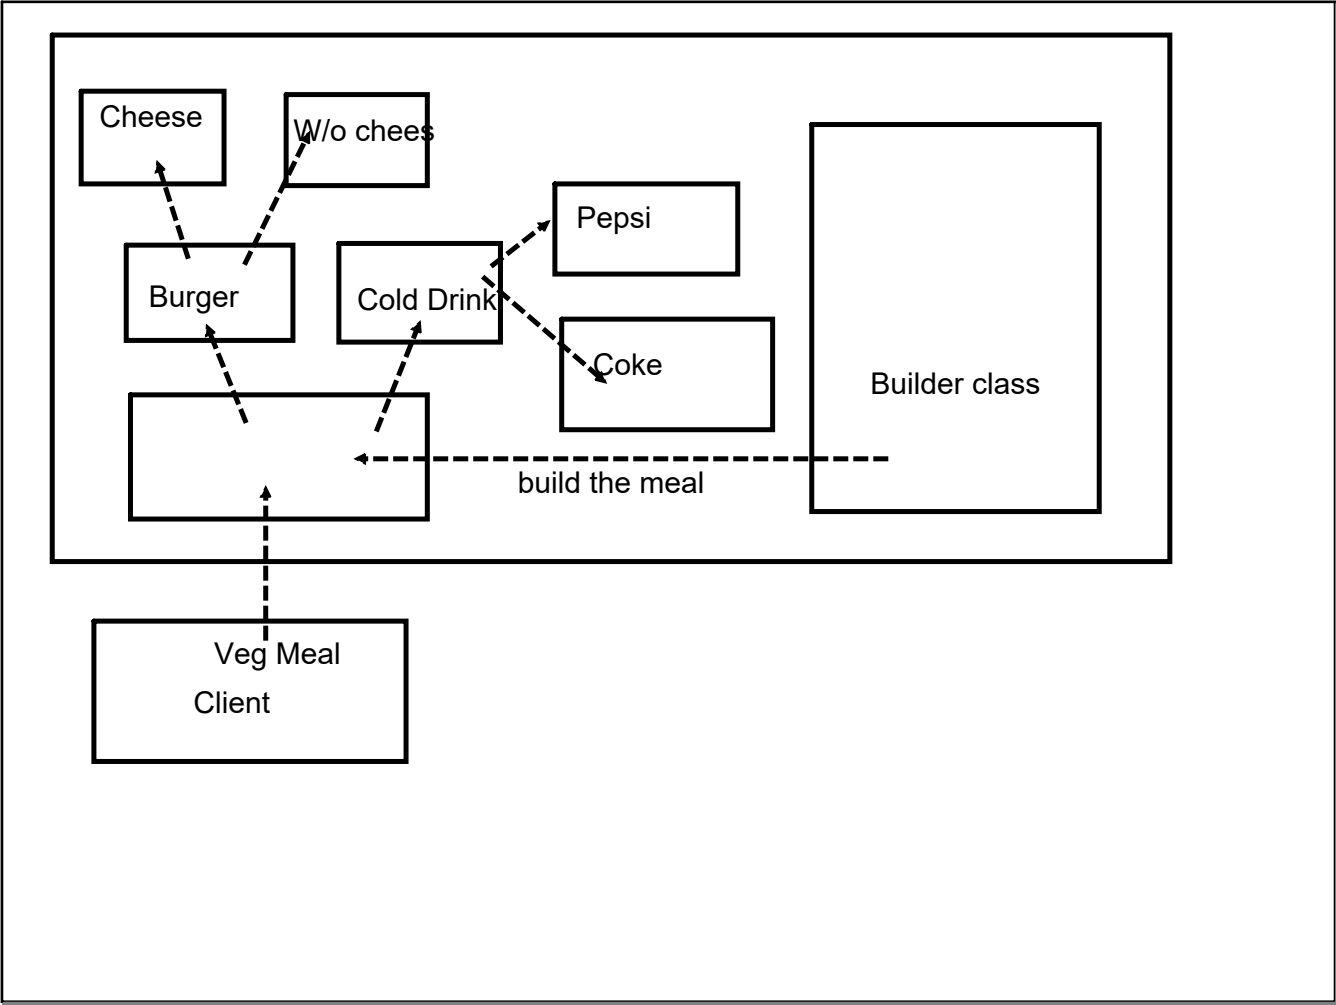 Cheese
W/o chees
Pepsi
Burger
Cold Drink
Coke
Builder class
build the meal
Veg Meal
Client